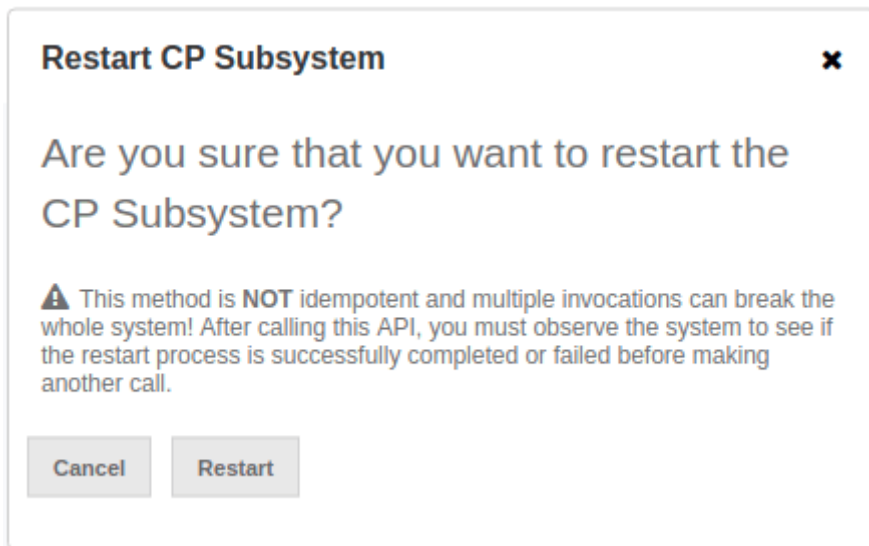 Restart CP Subsystem
Are you sure that you want to restart the
CP Subsystem?
This method is NOT idempotent and multiple invocations can break the
whole system! After calling this API, you must observe the system to see if
the restart process is successfully completed or failed before making
another call.
Cancel Restart